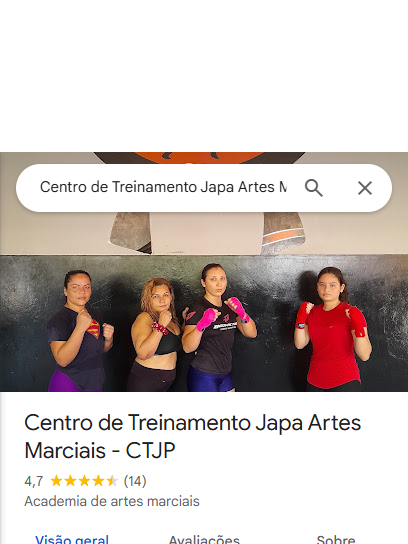 Centro de Treinamento Japa Artes M
Centro de Treinamento Japa Artes
Marciais - CTJP
4,7 (14)
Academia de artes marciais
Visão geral Avaliações Sobre